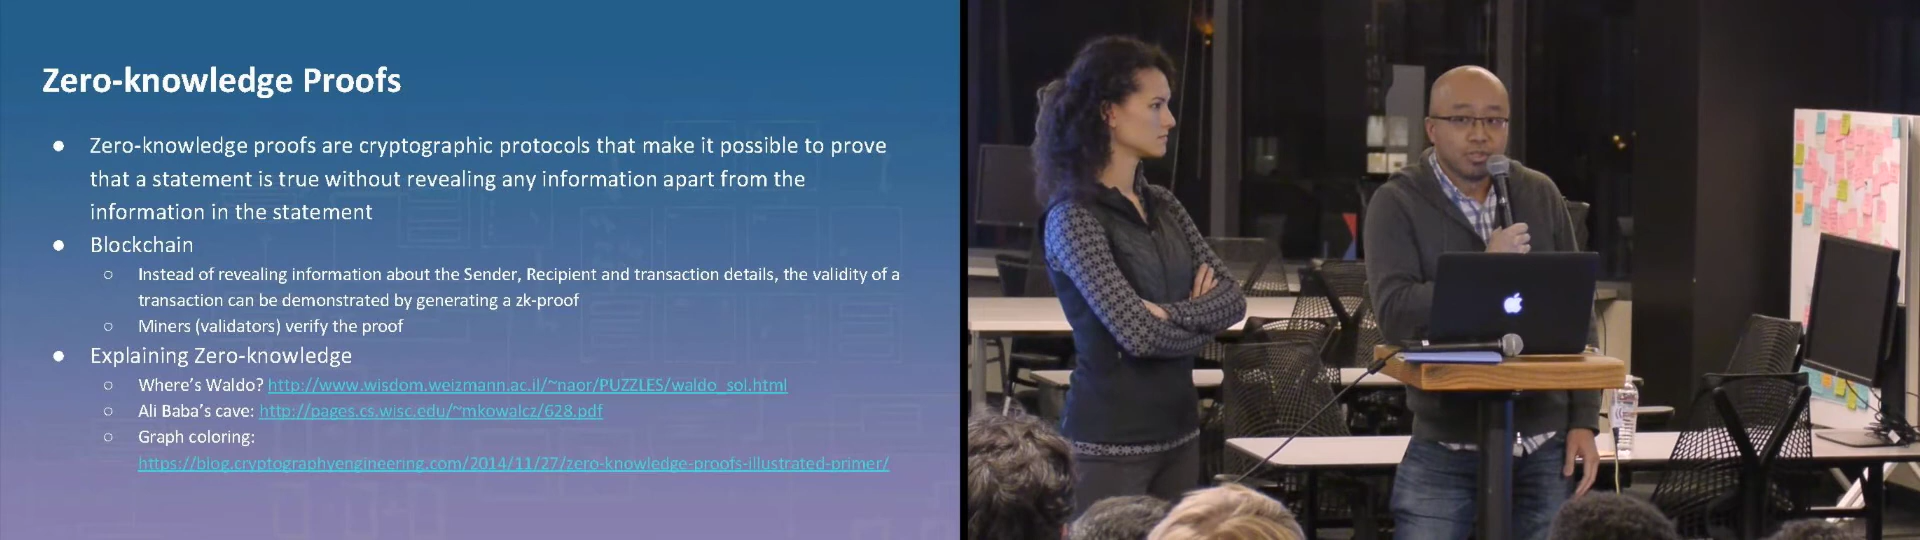 Zero-knowledge Proofs
● Zero-knowledge proofs are cryptographic protocols that make it possible to prove
that a statement is true without revealing any information apart from the
information in the statement
● Blockchain
○ Instead of revealing information about the Sender, Recipient and transaction details, the validity of a
transaction can be demonstrated by generating a zk-proof
○ Miners (validators) verify the proof
● Explaining Zero-knowledge
○ Where's Waldo? http://www.wisdom.weizmann.ac.il/~naor/PUZZLES/waldo_sol.html
○ Ali Baba's cave: http://pages.cs.wisc.edu/~mkowalcz/628.pdf
○ Graph coloring:
https://blog.cryptographyengineering.com/2014/11/27/zero-knowledge-proofs-illustrated-primer/